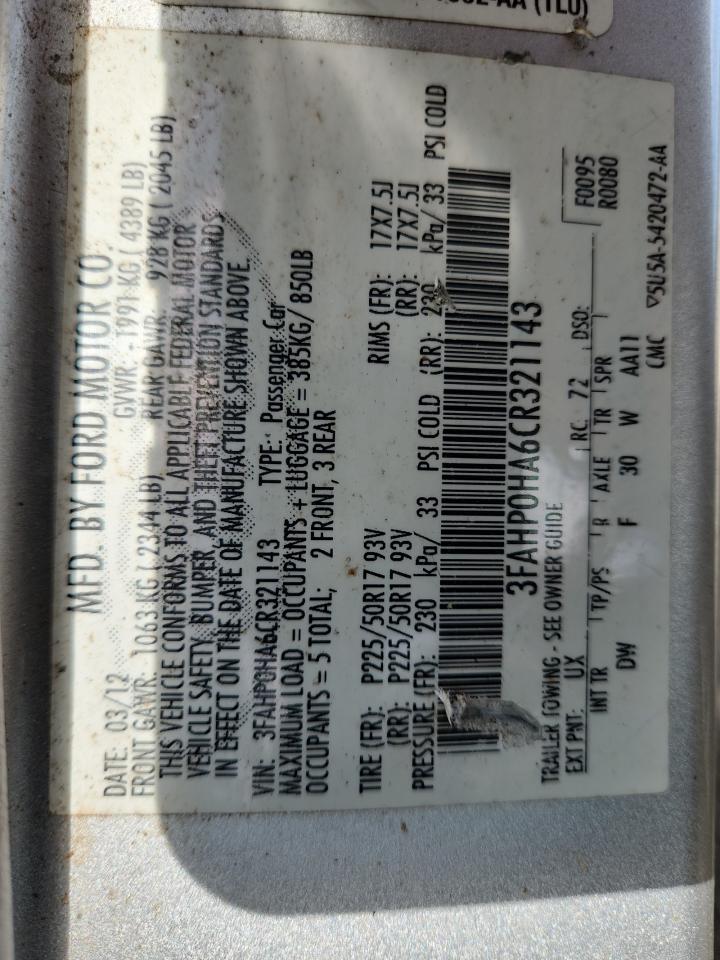 -AA (TLU)
MFD. BY FORD MOTOR CO.
DATE: 03/12 GVWR: 1991 KG ( 4389 LB)
FRONT GAWR: 1063 KG ( 2344 LB) REAR GAWR: 928 KG ( 2045 LB)
THIS VEHICLE CONFORMS TO ALL APPLICABLE FEDERAL MOTOR
VEHICLE SAFETY, BUMPER, AND THEFT PREVENTION STANDARDS
IN EFFECT ON THE DATE OF MANUFACTURE SHOWN ABOVE.
VIN: 3FAHP0HA6CR321143 TYPE: Passenger Car
MAXIMUM LOAD = OCCUPANTS + LUGGAGE = 385KG/ 850LB
OCCUPANTS = 5 TOTAL; 2 FRONT, 3 REAR
TIRE (FR): P225/50R17 93V RIMS (FR): 17X7.5J
(RR): P225/50R17 93V (RR): 17X7.5J
PRESSURE (FR): 230 kPa/ 33 PSI COLD (RR): 230 kPa/ 33 PSI COLD
3FAHP0HA6CR321143
TRAILER TOWING - SEE OWNER GUIDE
EXT PNT: UX RC: 72 DSO: F0095
INT TR TP/PS R AXLE TR SPR R0080
DW F 30 W AA11
CMC ▽5U5A-5420472-AA